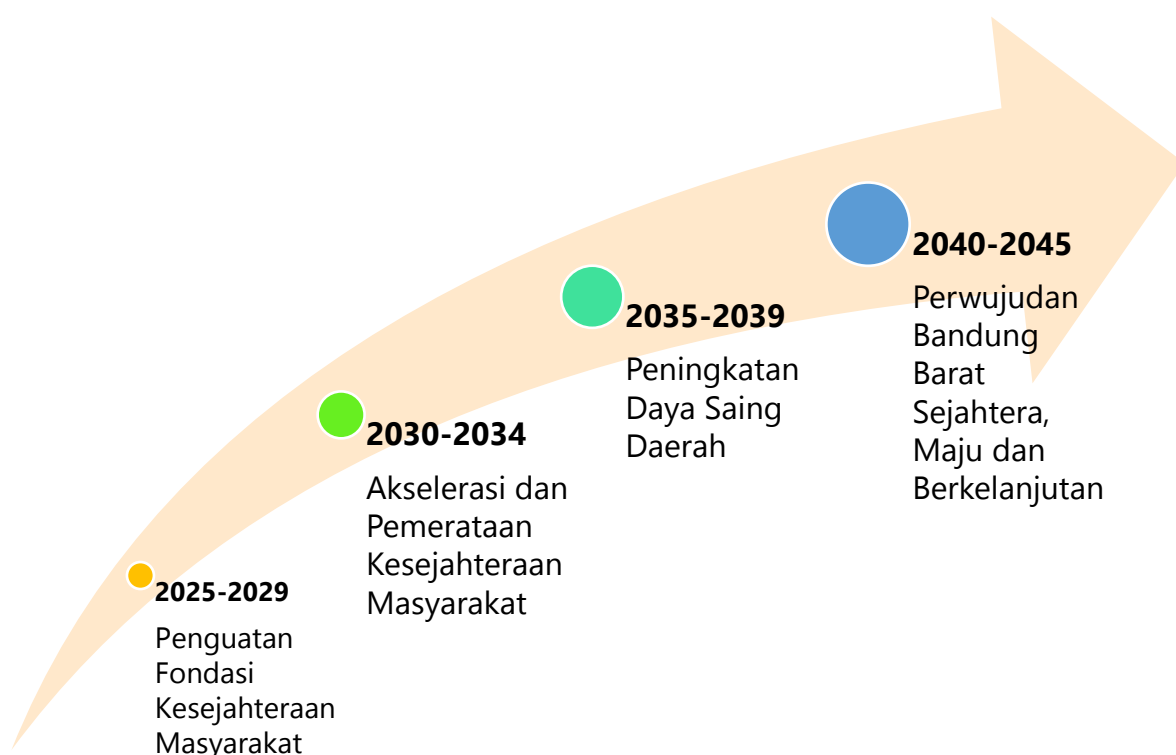 2025-2029
Penguatan
Fondasi
Kesejahteraan
Masyarakat
2030-2034
Akselerasi dan
Pemerataan
Kesejahteraan
Masyarakat
2035-2039
Peningkatan
Daya Saing
Daerah
2040-2045
Perwujudan
Bandung
Barat
Sejahtera,
Maju dan
Berkelanjutan